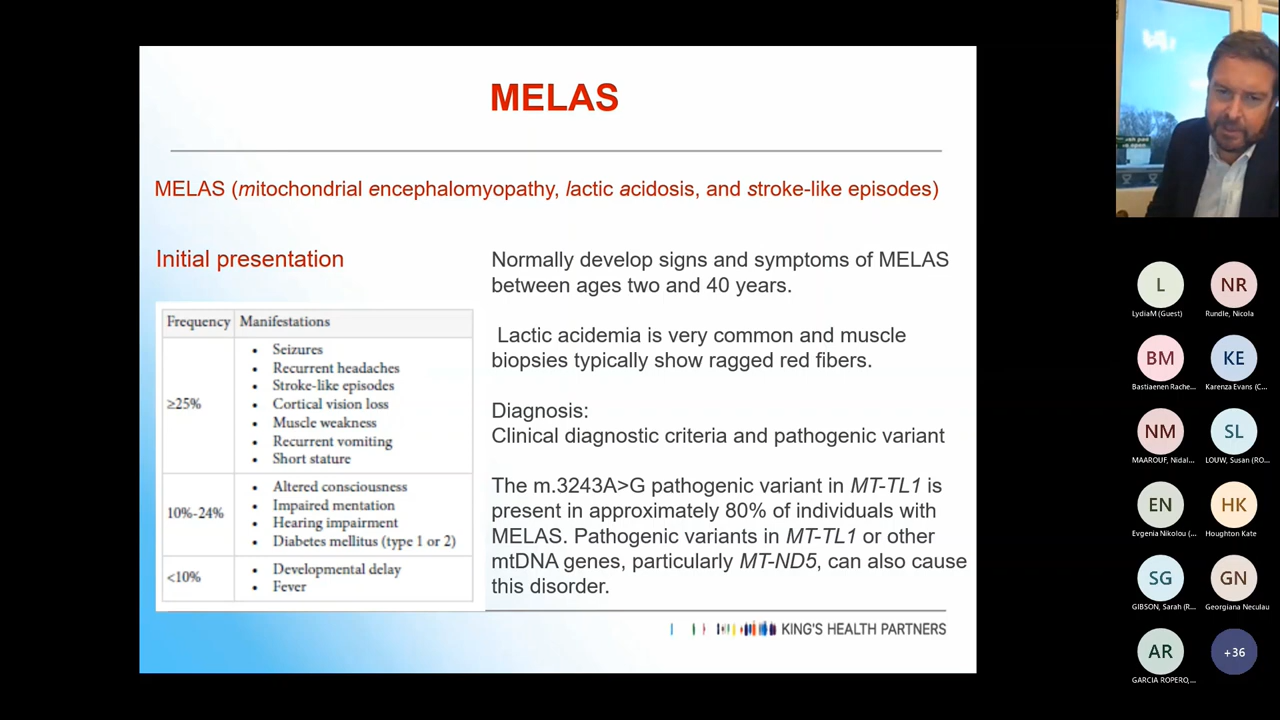 MELAS
MELAS (mitochondrial encephalomyopathy, lactic acidosis, and stroke-like episodes)
Initial presentation
Frequency Manifestations
≥25%
• Seizures
• Recurrent headaches
• Stroke-like episodes
• Cortical vision loss
• Muscle weakness
• Recurrent vomiting
• Short stature
10%-24%
• Altered consciousness
• Impaired mentation
• Hearing impairment
• Diabetes mellitus (type 1 or 2)
<10%
• Developmental delay
• Fever
Normally develop signs and symptoms of MELAS
between ages two and 40 years.
Lactic acidemia is very common and muscle
biopsies typically show ragged red fibers.
Diagnosis:
Clinical diagnostic criteria and pathogenic variant
The m.3243A>G pathogenic variant in MT-TL1 is
present in approximately 80% of individuals with
MELAS. Pathogenic variants in MT-TL1 or other
mtDNA genes, particularly MT-ND5, can also cause
this disorder.
KING'S HEALTH PARTNERS
L
LydiaM (Guest)
NR
Rundle, Nicola
BM
Bastiaenen Rache...
KE
Karenza Evans (C...
NM
MAAROUF, Nidal...
SL
LOUW, Susan (RO...
EN
Evgenia Nikolou (...
HK
Houghton Kate
SG
GIBSON, Sarah (R...
GN
Georgiana Neculau
AR
GARCIA ROPERO,...
+36